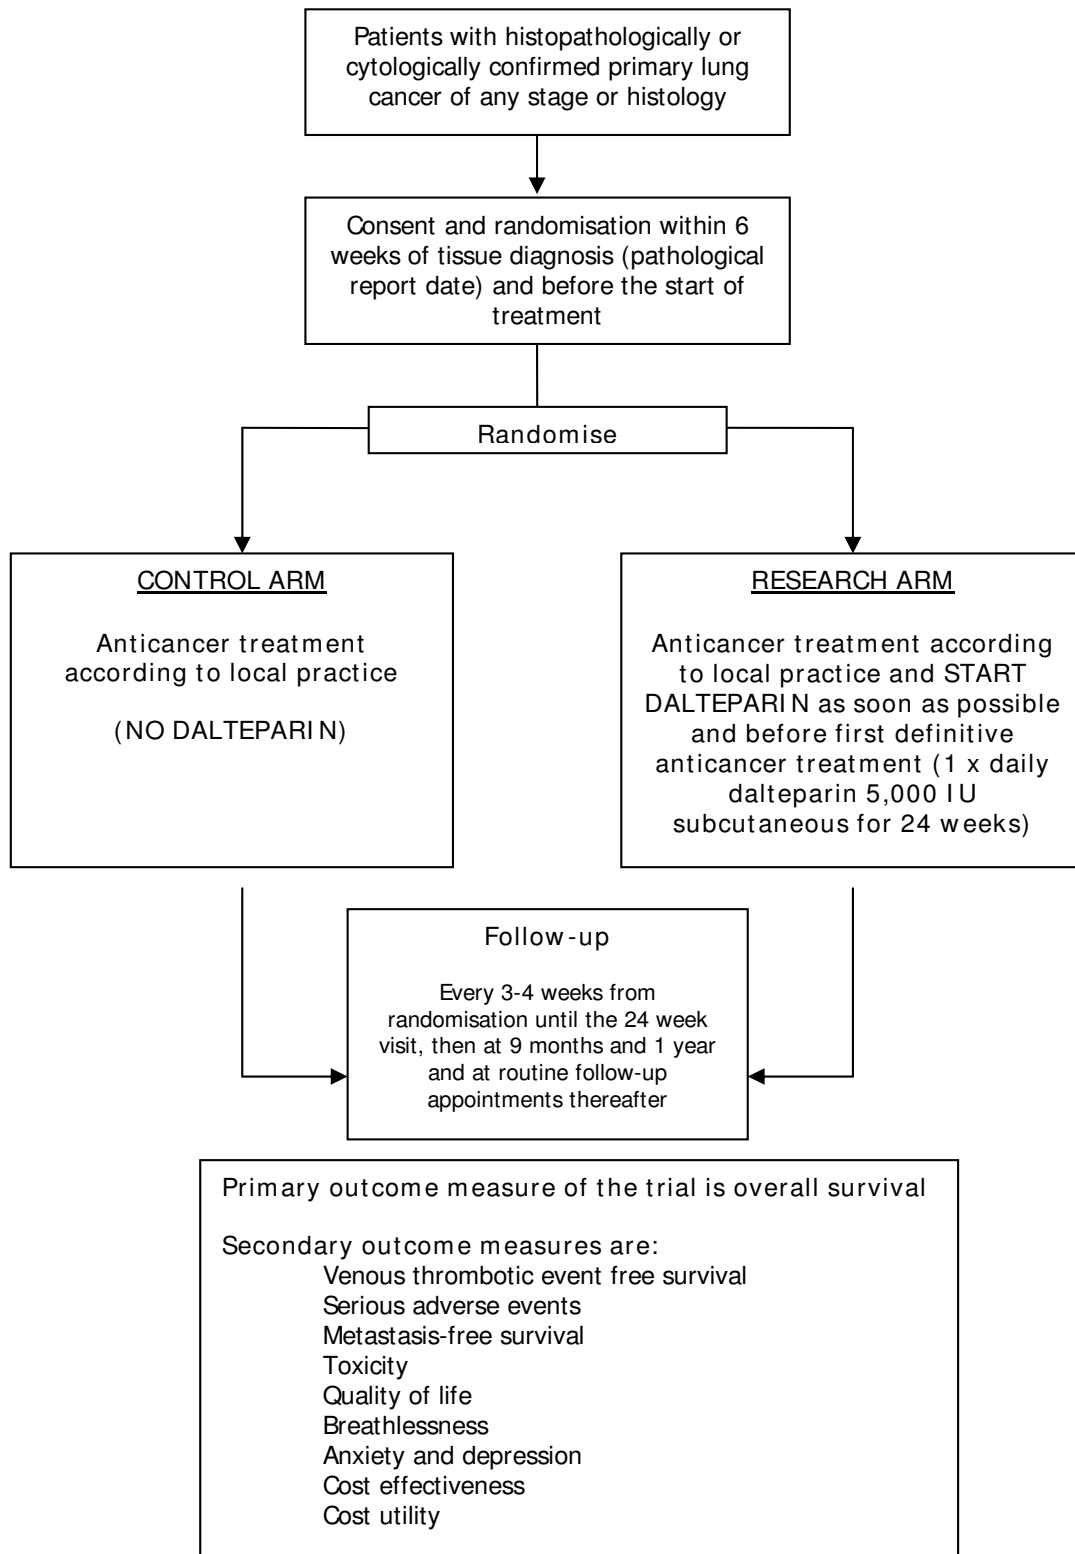 Patients with histopathologically or
cytologically confirmed primary lung
cancer of any stage or histology
Consent and randomisation within 6
weeks of tissue diagnosis (pathological
report date) and before the start of
treatment
Randomise
CONTROL ARM
Anticancer treatment
according to local practice
(NO DALTEPARIN)
RESEARCH ARM
Anticancer treatment according
to local practice and START
DALTEPARIN as soon as possible
and before first definitive
anticancer treatment (1 x daily
dalteparin 5,000 IU
subcutaneous for 24 weeks)
Follow-up
Every 3-4 weeks from
randomisation until the 24 week
visit, then at 9 months and 1 year
and at routine follow-up
appointments thereafter
Primary outcome measure of the trial is overall survival
Secondary outcome measures are:
Venous thrombotic event free survival
Serious adverse events
Metastasis-free survival
Toxicity
Quality of life
Breathlessness
Anxiety and depression
Cost effectiveness
Cost utility